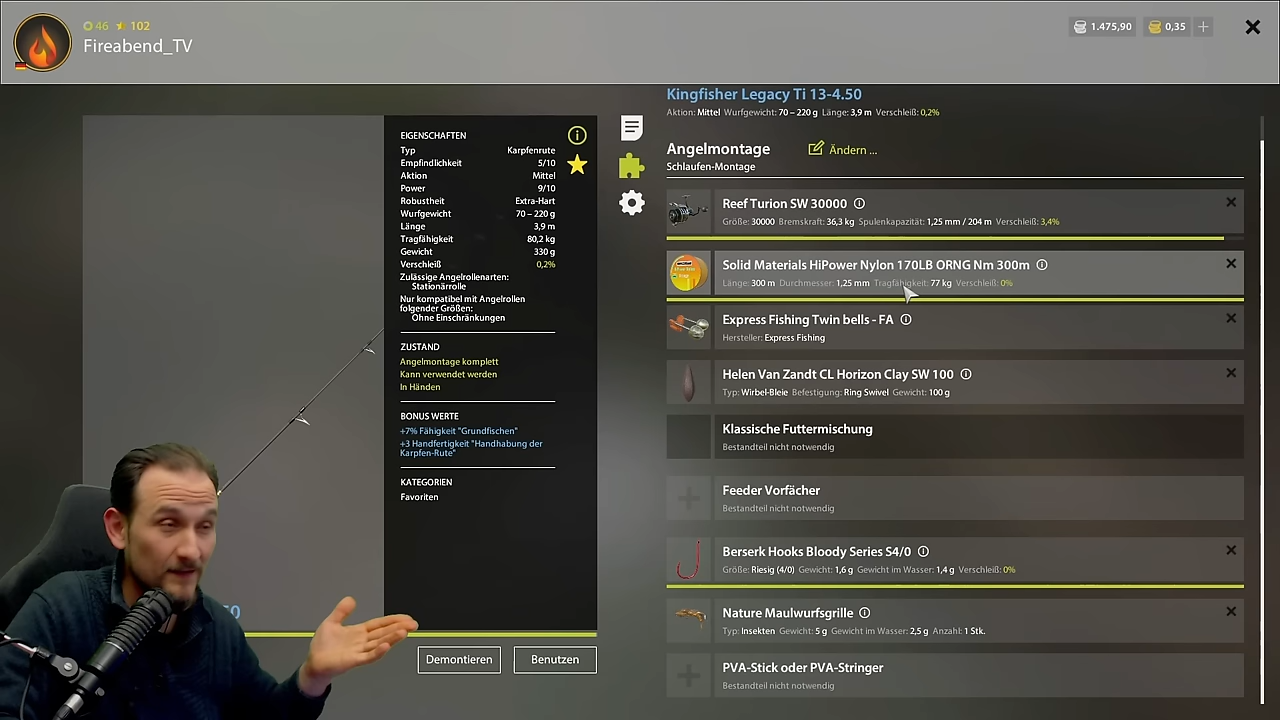 46 102
Fireabend_TV
1.475,90
0,35
Kingfisher Legacy Ti 13-4.50
Aktion: Mittel Wurfgewicht: 70 – 220 g Länge: 3,9 m Verschleiß: 0,2%
Angelmontage
Ändern ...
Schlaufen-Montage
EIGENSCHAFTEN
Typ Karpfenrute
Empfindlichkeit 5/10
Aktion Mittel
Power 9/10
Robustheit Extra-Hart
Wurfgewicht 70 – 220 g
Länge 3,9 m
Tragfähigkeit 80,2 kg
Gewicht 330 g
Verschleiß 0,2%
Zulässige Angelrollenarten:
Stationärrolle
Nur kompatibel mit Angelrollen
folgender Größen:
Ohne Einschränkungen
ZUSTAND
Angelmontage komplett
Kann verwendet werden
In Händen
BONUS WERTE
+7% Fähigkeit "Grundfischen"
+3 Handfertigkeit "Handhabung der
Karpfen-Rute"
KATEGORIEN
Favoriten
50
Demontieren
Benutzen
Reef Turion SW 30000
Größe: 30000 Bremskraft: 36,3 kg Spulenkapazität: 1,25 mm / 204 m Verschleiß: 3,4%
Solid Materials HiPower Nylon 170LB ORNG Nm 300m
Länge: 300 m Durchmesser: 1,25 mm Tragfähigkeit: 77 kg Verschleiß: 0%
Express Fishing Twin bells - FA
Hersteller: Express Fishing
Helen Van Zandt CL Horizon Clay SW 100
Typ: Wirbel-Bleie Befestigung: Ring Swivel Gewicht: 100 g
Klassische Futtermischung
Bestandteil nicht notwendig
Feeder Vorfächer
Bestandteil nicht notwendig
Berserk Hooks Bloody Series S4/0
Größe: Riesig (4/0) Gewicht: 1,6 g Gewicht im Wasser: 1,4 g Verschleiß: 0%
Nature Maulwurfsgrille
Typ: Insekten Gewicht: 5 g Gewicht im Wasser: 2,5 g Anzahl: 1 Stk.
PVA-Stick oder PVA-Stringer
Bestandteil nicht notwendig